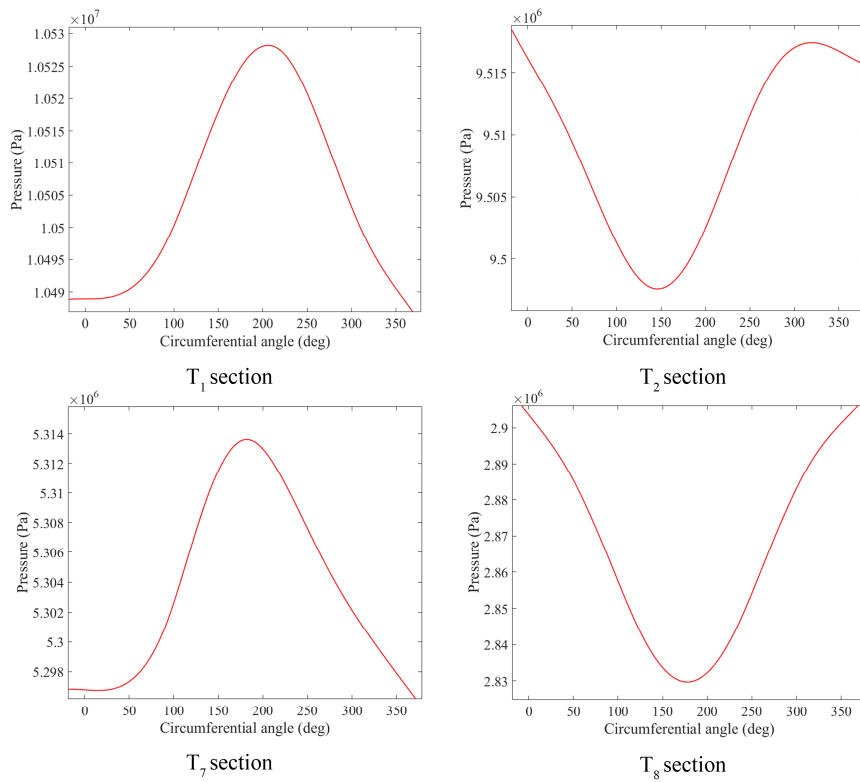 ×10⁷
1.053
1.0525
1.052
1.0515
1.051
1.0505
1.05
1.0495
1.049
Pressure (Pa)
0 50 100 150 200 250 300 350
Circumferential angle (deg)
T₁ section
×10⁶
9.515
9.51
9.505
9.5
Pressure (Pa)
0 50 100 150 200 250 300 350
Circumferential angle (deg)
T₂ section
×10⁶
5.314
5.312
5.31
5.308
5.306
5.304
5.302
5.3
5.298
Pressure (Pa)
0 50 100 150 200 250 300 350
Circumferential angle (deg)
T₇ section
×10⁶
2.9
2.89
2.88
2.87
2.86
2.85
2.84
2.83
Pressure (Pa)
0 50 100 150 200 250 300 350
Circumferential angle (deg)
T₈ section